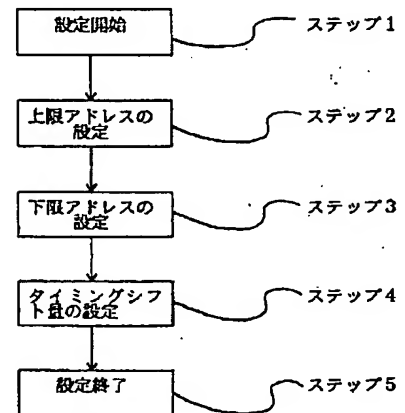 設定開始
ステップ1
上限アドレスの
設定
ステップ2
下限アドレスの
設定
ステップ3
タイミングシフ
ト量の設定
ステップ4
設定終了
ステップ5